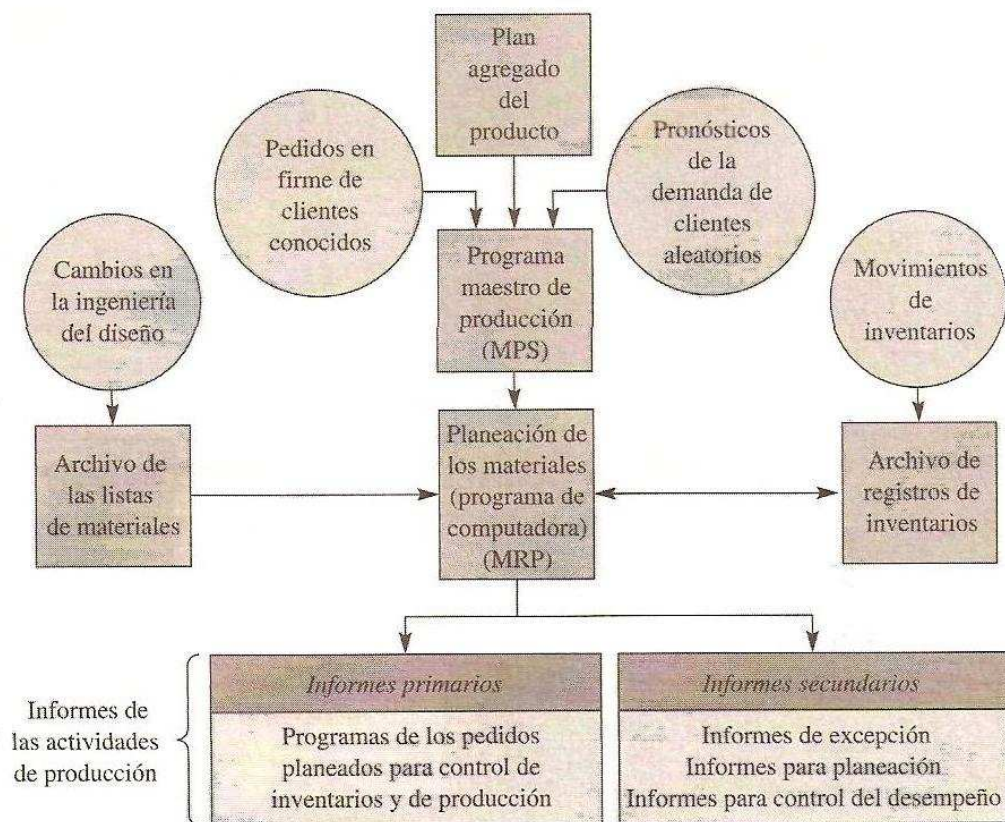 Plan
agregado
del
producto
Pedidos en
firme de
clientes
conocidos
Pronósticos
de la
demanda de
clientes
aleatorios
Cambios en
la ingeniería
del diseño
Programa
maestro de
producción
(MPS)
Movimientos
de
inventarios
Archivo de
las listas
de materiales
Planeación de
los materiales
(programa de
computadora)
(MRP)
Archivo de
registros de
inventarios
Informes de
las actividades
de producción
Informes primarios
Programas de los pedidos
planeados para control de
inventarios y de producción
Informes secundarios
Informes de excepción
Informes para planeación
Informes para control del desempeño